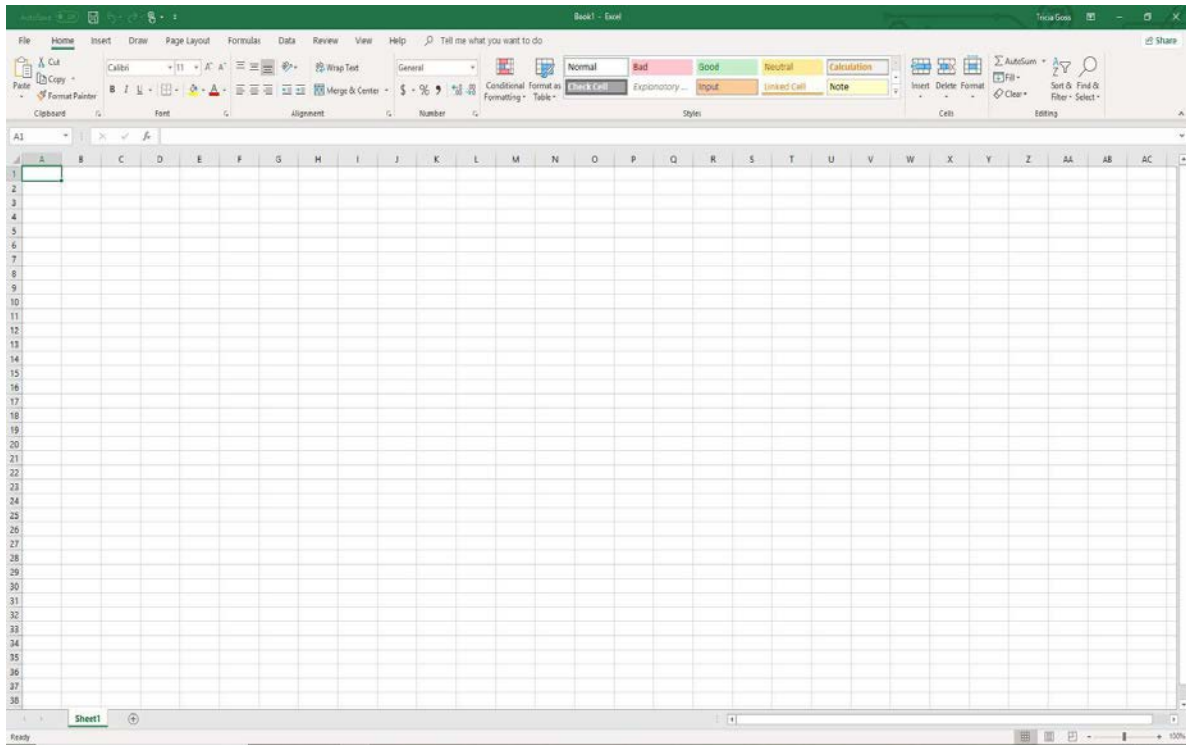 AutoSave Book1 - Excel Tricia Goss
File Home Insert Draw Page Layout Formulas Data Review View Help Tell me what you want to do Share
Cut
Copy
Format Painter
Paste
Clipboard
Calibri 11
B I U
Font
Wrap Text
Merge & Center
Alignment
General
$ % ,
Number
Conditional Formatting
Format as Table
Normal Bad Good Neutral Calculation
Check Cell Explanatory ... Input Linked Cell Note
Styles
Insert Delete Format
Cells
AutoSum
Fill
Clear
Sort & Filter
Find & Select
Editing
A1 fx
A B C D E F G H I J K L M N O P Q R S T U V W X Y Z AA AB AC
1
2
3
4
5
6
7
8
9
10
11
12
13
14
15
16
17
18
19
20
21
22
23
24
25
26
27
28
29
30
31
32
33
34
35
36
37
38
Sheet1
Ready 100%